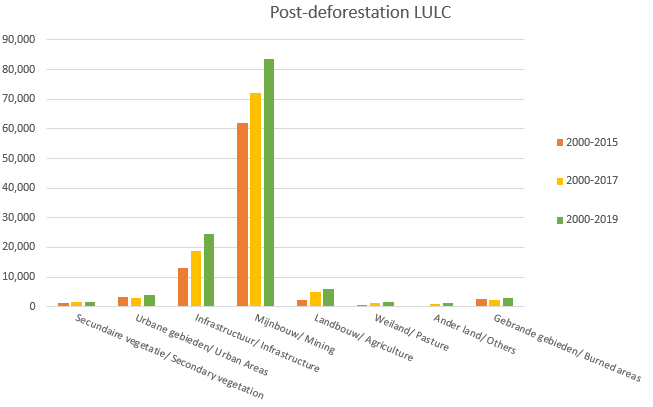 Post-deforestation LULC
90,000
80,000
70,000
60,000
50,000
40,000
30,000
20,000
10,000
0
Secundaire vegetatie/ Secondary vegetation
Urbane gebieden/ Urban Areas
Infrastructuur/ Infrastructure
Mijnbouw/ Mining
Landbouw/ Agriculture
Weiland/ Pasture
Ander land/ Others
Gebrande gebieden/ Burned areas
2000-2015
2000-2017
2000-2019